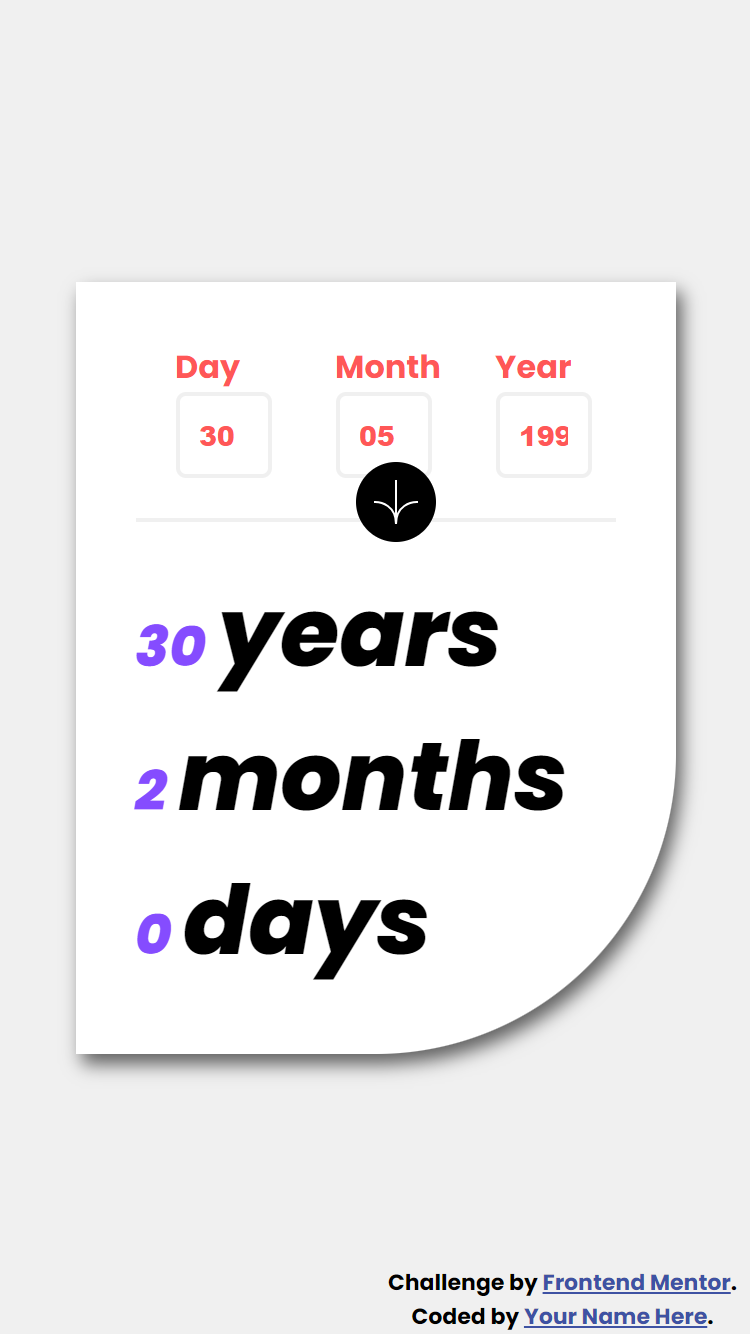 Day Month Year
30 05 199
30 years
2 months
0 days
Challenge by Frontend Mentor.
Coded by Your Name Here.